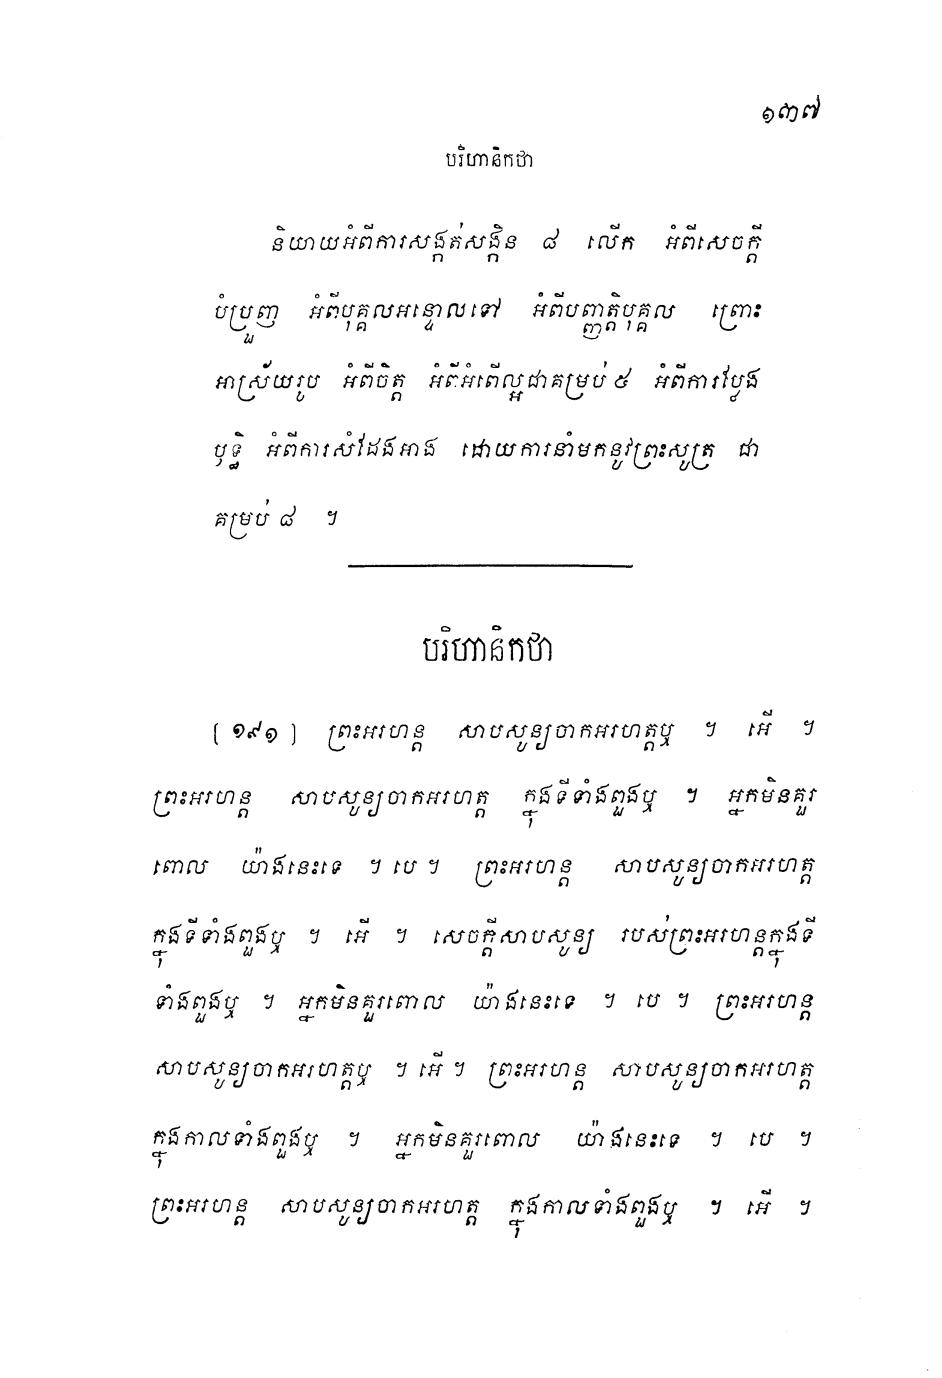 ១៣៧
បរិហានិកថា
និយាយអំពីការសង្កត់សង្កិន ៨ លើក អំពីសេចក្តី
បំប្រួញ អំពីបុគ្គលអន្ទោលទៅ អំពីបញ្ញត្តិបុគ្គល ព្រោះ
អាស្រ័យរូប អំពីចិត្ត អំពីអំពើល្អជាគម្រប់ ៥ អំពីការប្លែង
ឫទ្ធិ អំពីការសំដែងអាង ដោយការនាំមកនូវព្រះសូត្រ ជា
គម្រប់ ៨ ។
បរិហានិកថា
[១៩១] ព្រះអរហន្ត សាបសូន្យចាកអរហត្តឬ ។ អើ ។
ព្រះអរហន្ត សាបសូន្យចាកអរហត្ត ក្នុងទីទាំងពួងឬ ។ អ្នកមិនគួរ
ពោល យ៉ាងនេះទេ ។ បេ ។ ព្រះអរហន្ត សាបសូន្យចាកអរហត្ត
ក្នុងទីទាំងពួងឬ ។ អើ ។ សេចក្តីសាបសូន្យ របស់ព្រះអរហន្តក្នុងទី
ទាំងពួងឬ ។ អ្នកមិនគួរពោល យ៉ាងនេះទេ ។ បេ ។ ព្រះអរហន្ត
សាបសូន្យចាកអរហត្តឬ ។ អើ ។ ព្រះអរហន្ត សាបសូន្យចាកអរហត្ត
ក្នុងកាលទាំងពួងឬ ។ អ្នកមិនគួរពោល យ៉ាងនេះទេ ។ បេ ។
ព្រះអរហន្ត សាបសូន្យចាកអរហត្ត ក្នុងកាលទាំងពួងឬ ។ អើ ។